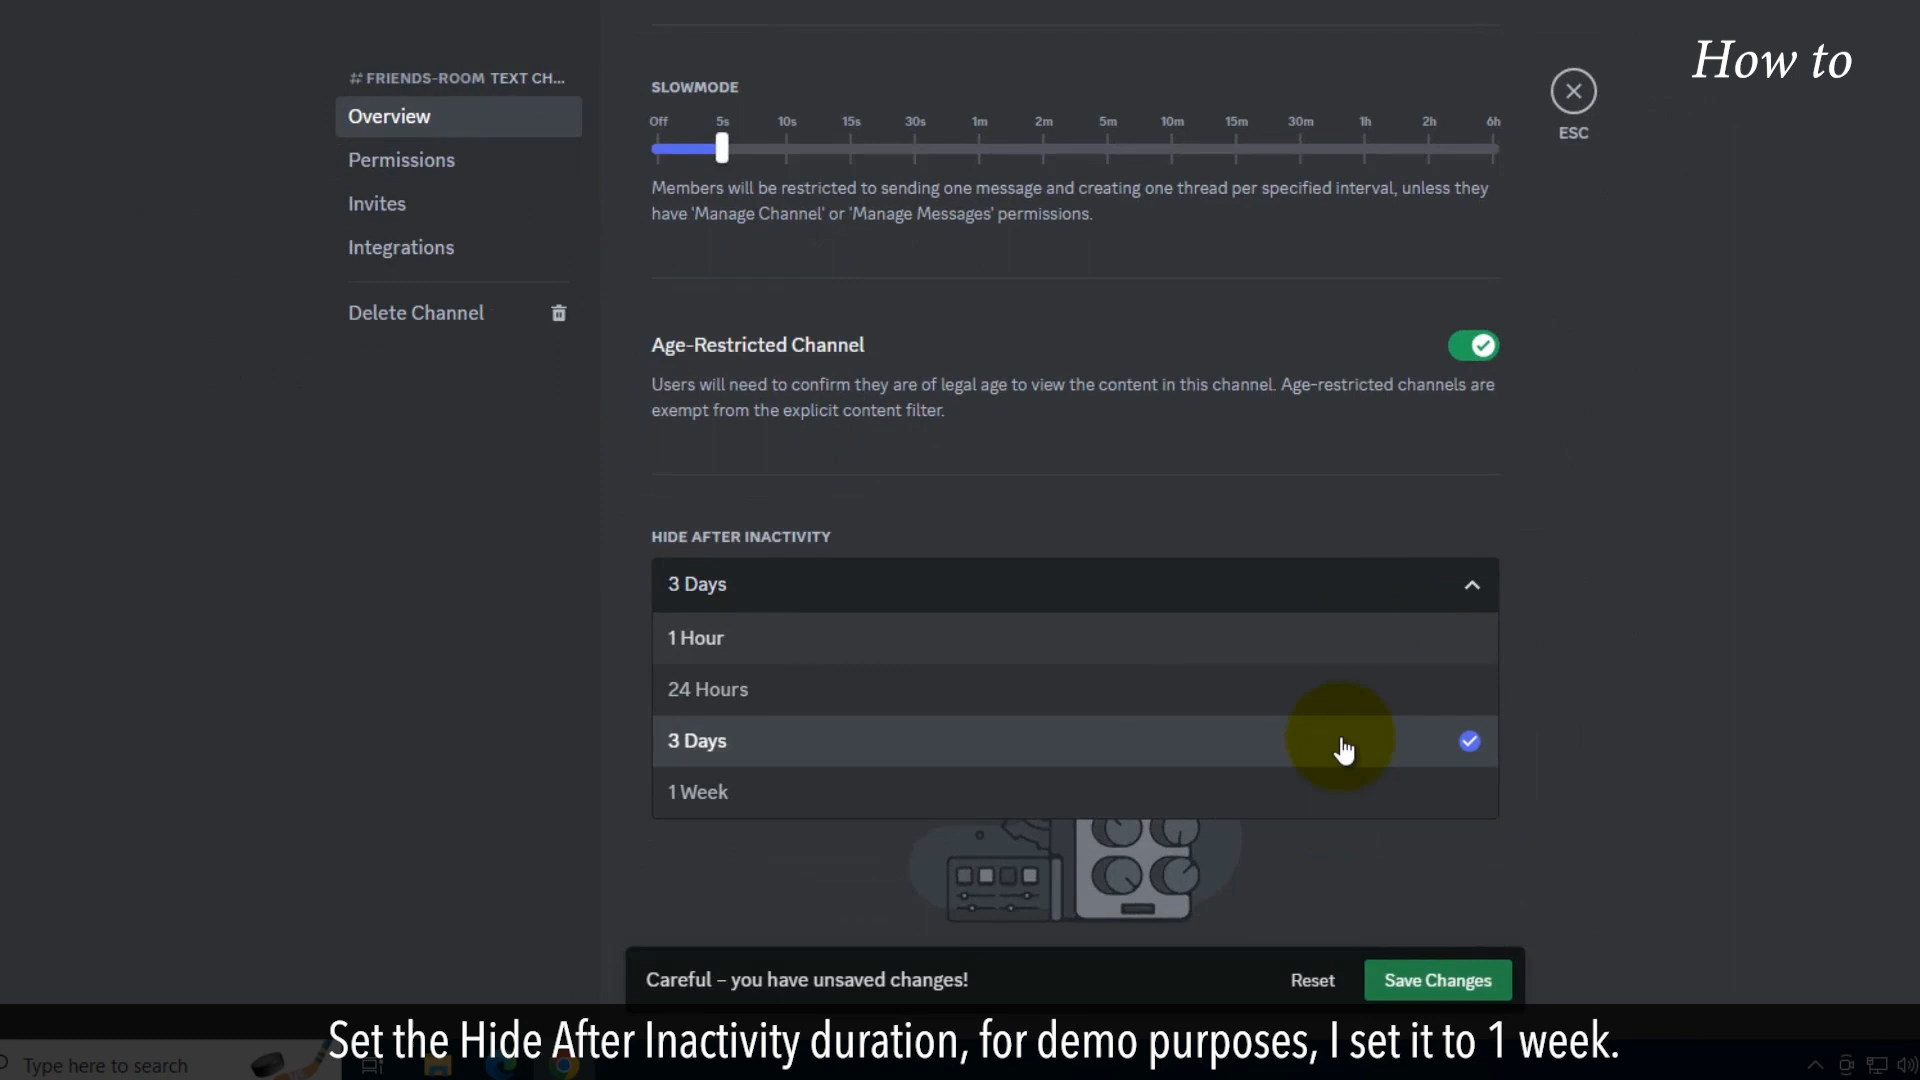 How to
# FRIENDS-ROOM TEXT CH...
Overview
Permissions
Invites
Integrations
Delete Channel
SLOWMODE
Off 5s 10s 15s 30s 1m 2m 5m 10m 15m 30m 1h 2h 6h
Members will be restricted to sending one message and creating one thread per specified interval, unless they
have 'Manage Channel' or 'Manage Messages' permissions.
ESC
Age-Restricted Channel
Users will need to confirm they are of legal age to view the content in this channel. Age-restricted channels are
exempt from the explicit content filter.
HIDE AFTER INACTIVITY
3 Days
1 Hour
24 Hours
3 Days
1 Week
Careful – you have unsaved changes!
Reset
Save Changes
Set the Hide After Inactivity duration, for demo purposes, I set it to 1 week.
Type here to search